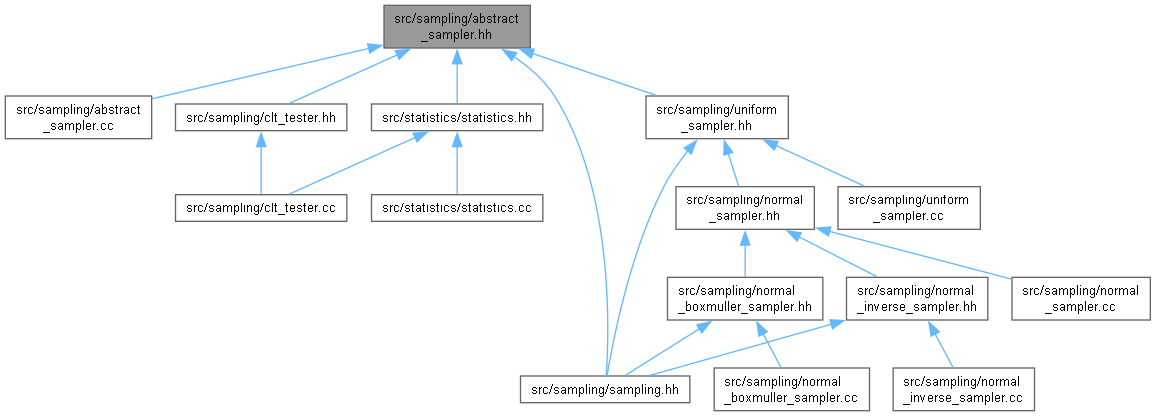 src/sampling/abstract
_sampler.hh
src/sampling/abstract
_sampler.cc
src/sampling/clt_tester.hh
src/statistics/statistics.hh
src/sampling/uniform
_sampler.hh
src/sampling/clt_tester.cc
src/statistics/statistics.cc
src/sampling/normal
_sampler.hh
src/sampling/uniform
_sampler.cc
src/sampling/normal
_boxmuller_sampler.hh
src/sampling/normal
_inverse_sampler.hh
src/sampling/normal
_sampler.cc
src/sampling/sampling.hh
src/sampling/normal
_boxmuller_sampler.cc
src/sampling/normal
_inverse_sampler.cc